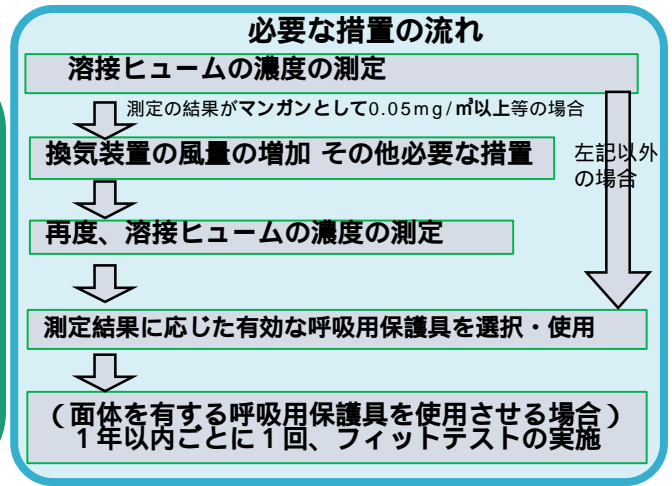 必要な措置の流れ
溶接ヒュームの濃度の測定
測定の結果がマンガンとして0.05mg/㎥以上等の場合
換気装置の風量の増加 その他必要な措置
左記以外
の場合
再度、溶接ヒュームの濃度の測定
測定結果に応じた有効な呼吸用保護具を選択・使用
(面体を有する呼吸用保護具を使用させる場合)
1年以内ごとに1回、フィットテストの実施